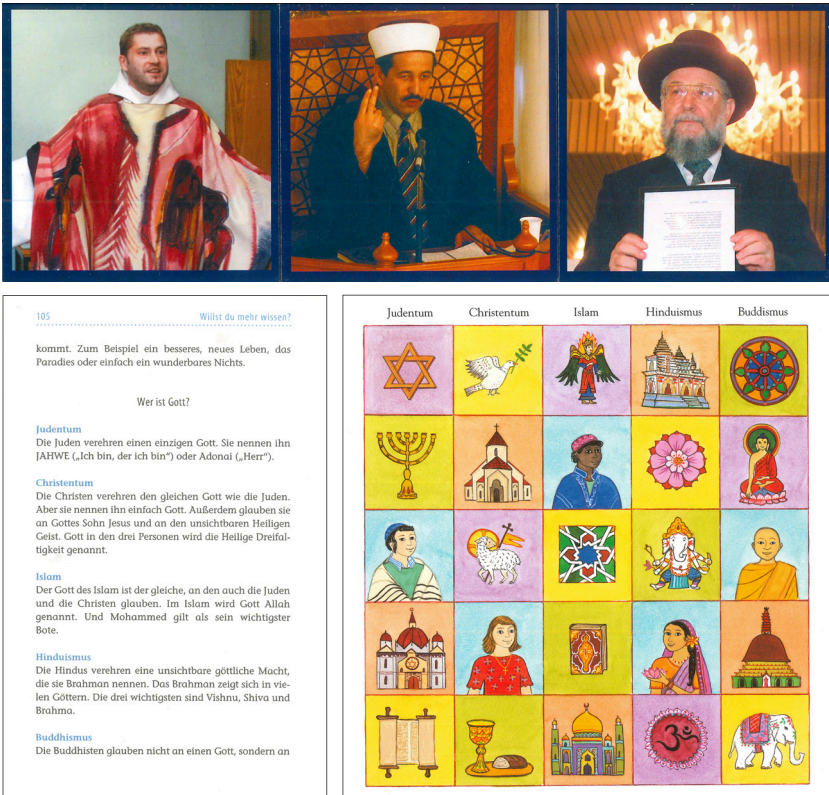 105 Willst du mehr wissen?
kommt. Zum Beispiel ein besseres, neues Leben, das
Paradies oder einfach ein wunderbares Nichts.
Wer ist Gott?
Judentum
Die Juden verehren einen einzigen Gott. Sie nennen ihn
JAHWE („Ich bin, der ich bin“) oder Adonai („Herr“).
Christentum
Die Christen verehren den gleichen Gott wie die Juden.
Aber sie nennen ihn einfach Gott. Außerdem glauben sie
an Gottes Sohn Jesus und an den unsichtbaren Heiligen
Geist. Gott in den drei Personen wird die Heilige Dreifal-
tigkeit genannt.
Islam
Der Gott des Islam ist der gleiche, an den auch die Juden
und die Christen glauben. Im Islam wird Gott Allah
genannt. Und Mohammed gilt als sein wichtigster
Bote.
Hinduismus
Die Hindus verehren eine unsichtbare göttliche Macht,
die sie Brahman nennen. Das Brahman zeigt sich in vie-
len Göttern. Die drei wichtigsten sind Vishnu, Shiva und
Brahma.
Buddhismus
Die Buddhisten glauben nicht an einen Gott, sondern an
Judentum Christentum Islam Hinduismus Buddismus
ॐ